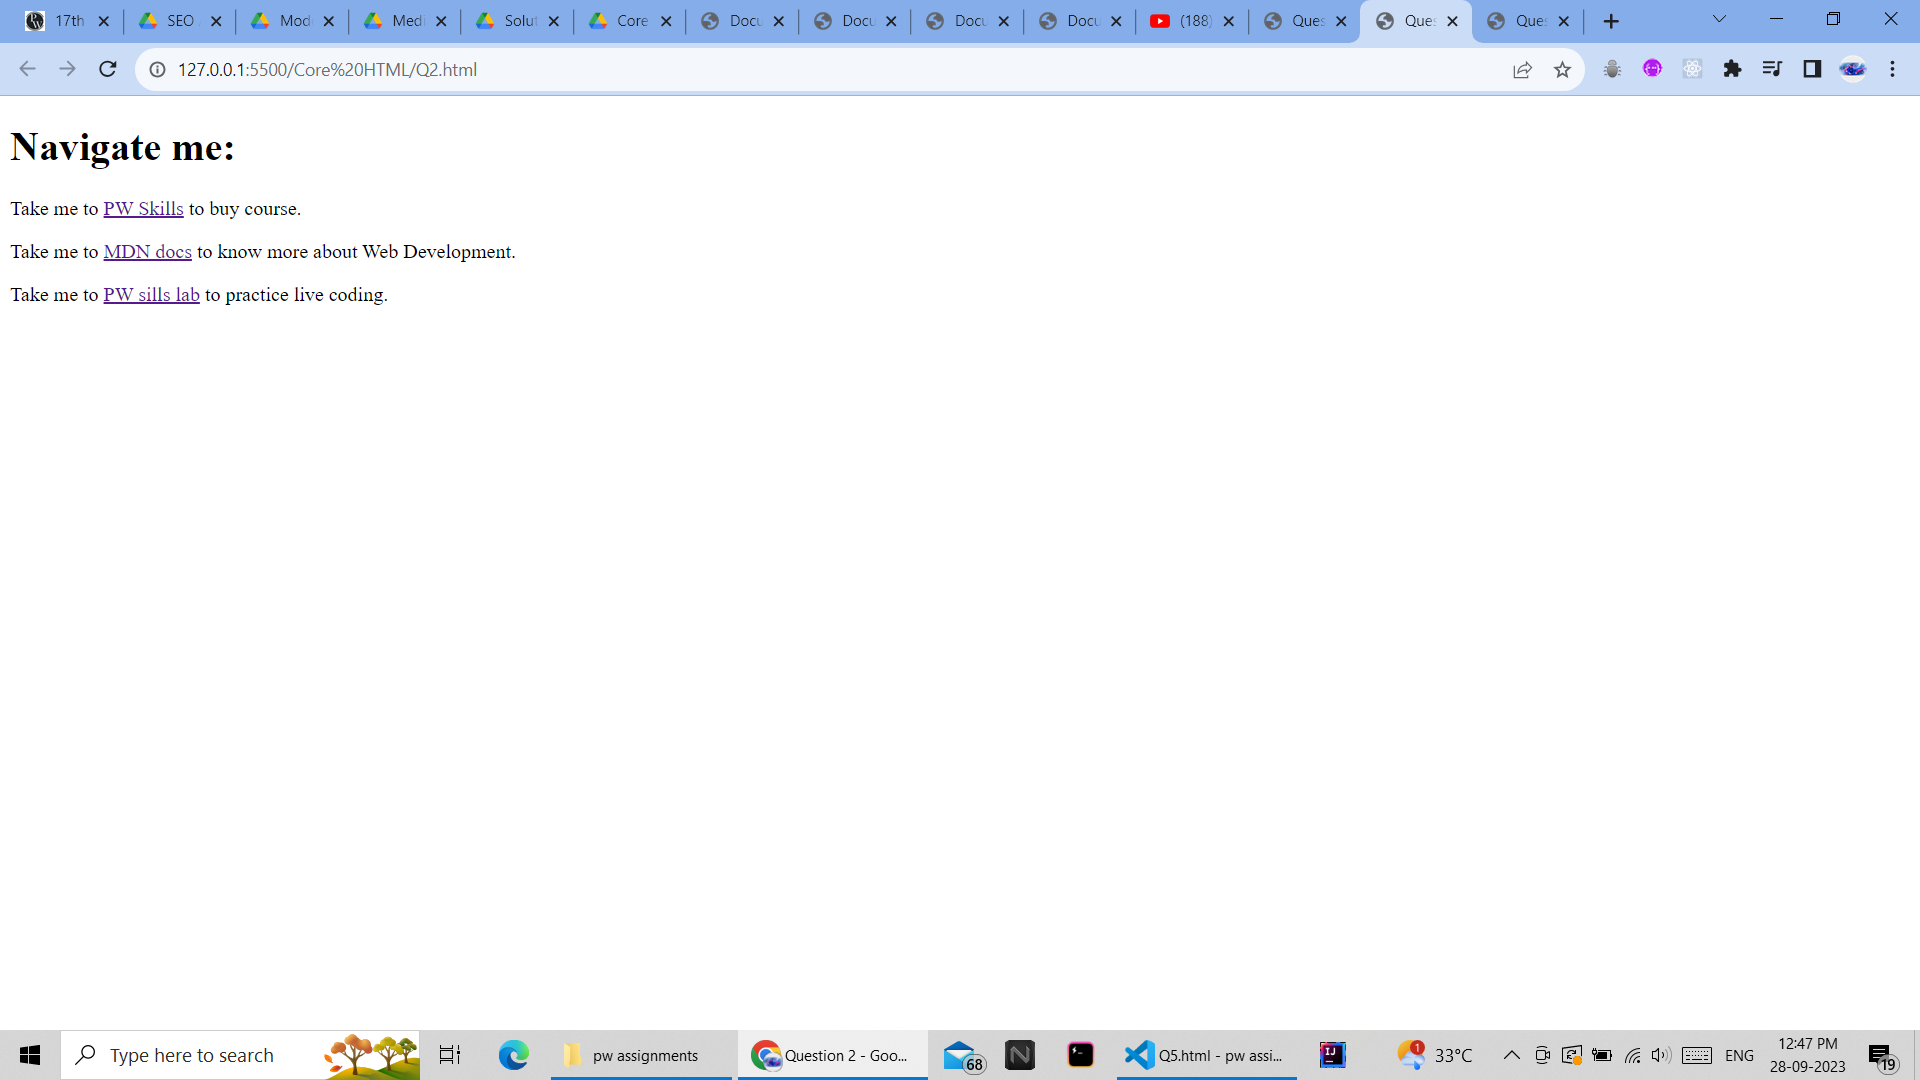 17th
SEO
Mod
Medi
Solut
Core
Docu
Docu
Docu
Docu
(188)
Ques
Ques
Ques
127.0.0.1:5500/Core%20HTML/Q2.html
Navigate me:
Take me to PW Skills to buy course.
Take me to MDN docs to know more about Web Development.
Take me to PW sills lab to practice live coding.
Type here to search
pw assignments
Question 2 - Goo...
68
Q5.html - pw assi...
IJ
1
33°C
ENG
12:47 PM
28-09-2023
19